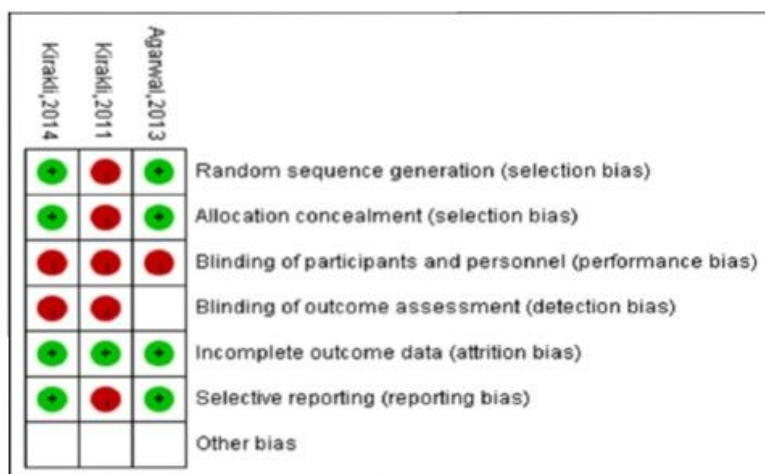 Kirakli,2014
Kirakli,2011
Agarwal,2013
+ - + Random sequence generation (selection bias)
+ - + Allocation concealment (selection bias)
- - - Blinding of participants and personnel (performance bias)
- - Blinding of outcome assessment (detection bias)
+ + + Incomplete outcome data (attrition bias)
+ - + Selective reporting (reporting bias)
Other bias